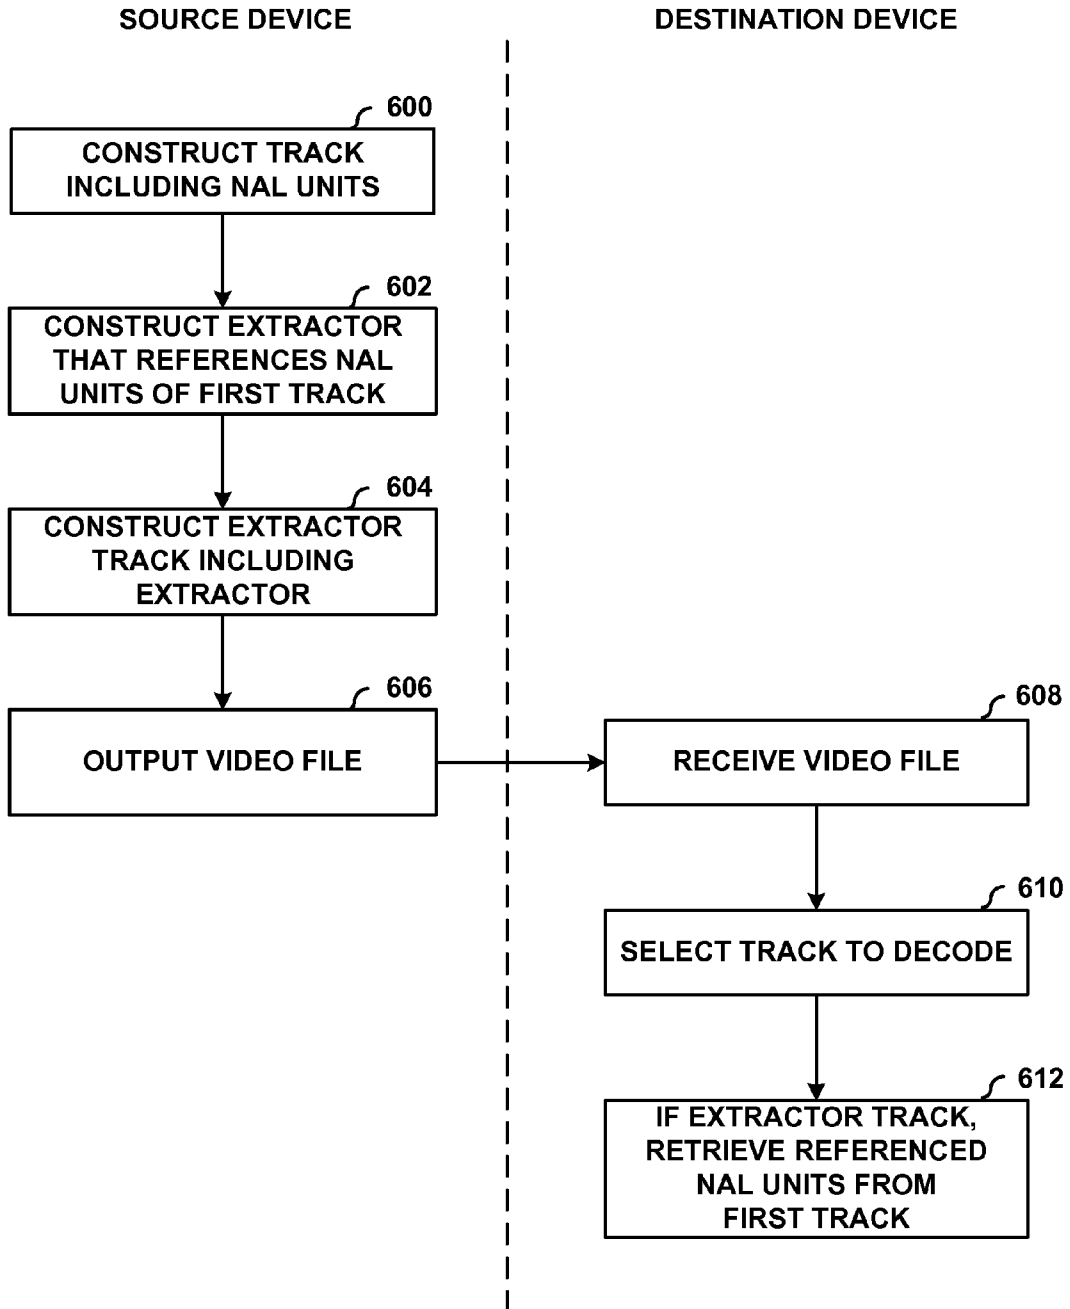 SOURCE DEVICE
DESTINATION DEVICE
600
CONSTRUCT TRACK
INCLUDING NAL UNITS
602
CONSTRUCT EXTRACTOR
THAT REFERENCES NAL
UNITS OF FIRST TRACK
604
CONSTRUCT EXTRACTOR
TRACK INCLUDING
EXTRACTOR
606
OUTPUT VIDEO FILE
608
RECEIVE VIDEO FILE
610
SELECT TRACK TO DECODE
612
IF EXTRACTOR TRACK,
RETRIEVE REFERENCED
NAL UNITS FROM
FIRST TRACK